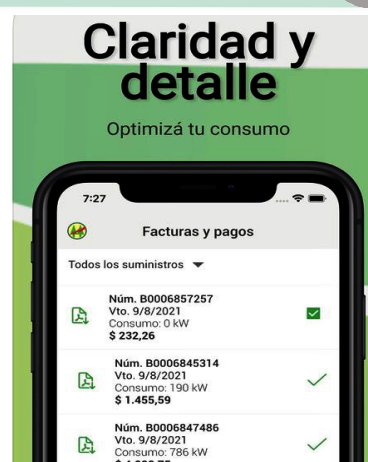 Claridad y
detalle
Optimizá tu consumo
7:27
Facturas y pagos
Todos los suministros
Núm. B0006857257
Vto. 9/8/2021
Consumo: 0 kW
$ 232,26
Núm. B0006845314
Vto. 9/8/2021
Consumo: 190 kW
$ 1.455,59
Núm. B0006847486
Vto. 9/8/2021
Consumo: 786 kW